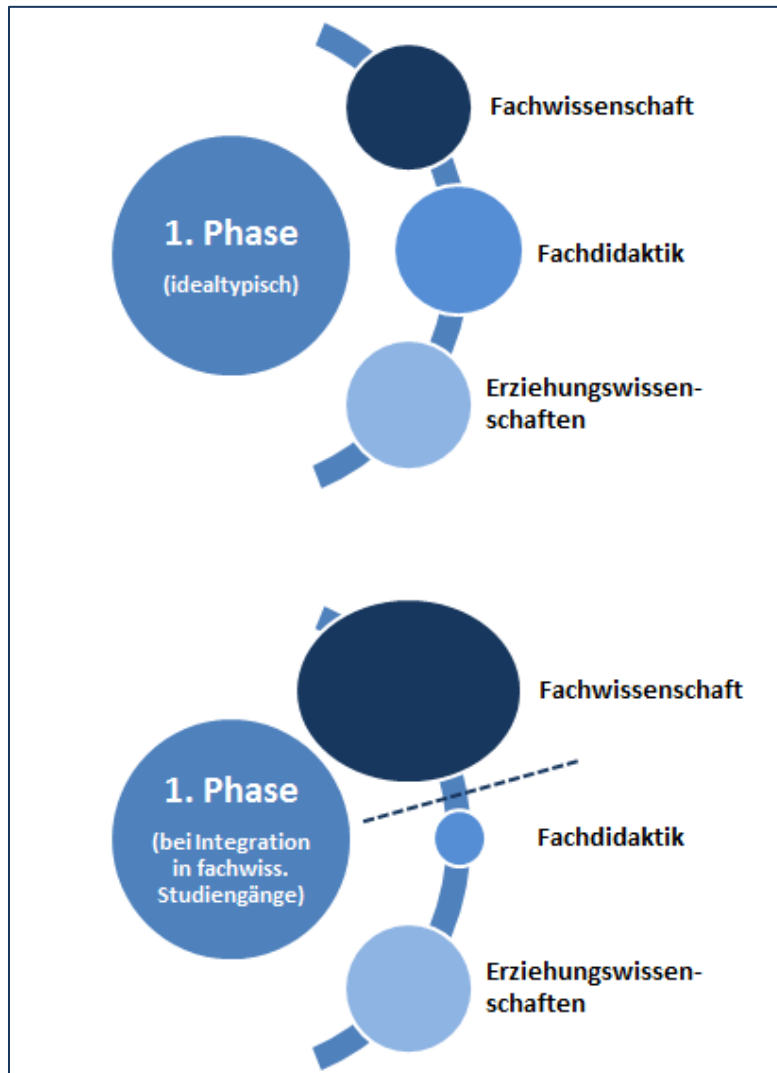 Fachwissenschaft
1. Phase
(idealtypisch)
Fachdidaktik
Erziehungswissen-
schaften
Fachwissenschaft
1. Phase
(bei Integration
in fachwiss.
Studiengänge)
Fachdidaktik
Erziehungswissen-
schaften